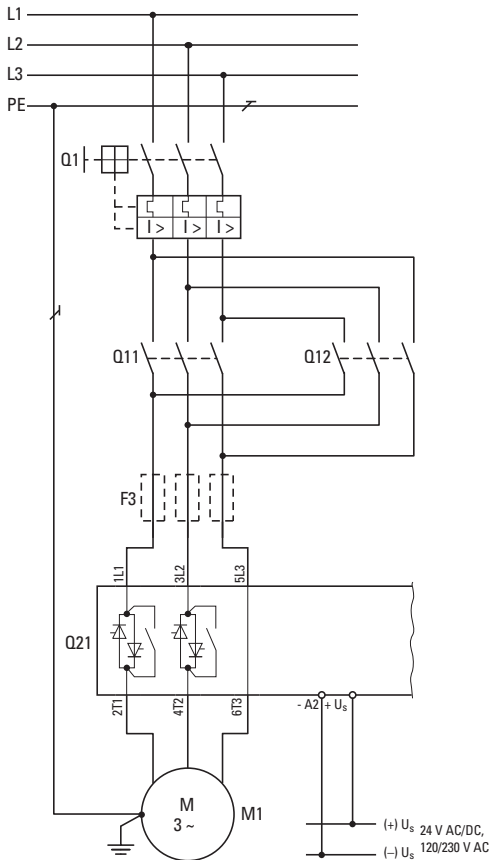 L1
L2
L3
PE
Q1
I > I > I >
Q11
Q12
F3
1L1
3L2
5L3
Q21
2T1
4T2
6T3
- A2 + Us
M
3 ~
M1
(+) Us 24 V AC/DC,
120/230 V AC
(–) Us